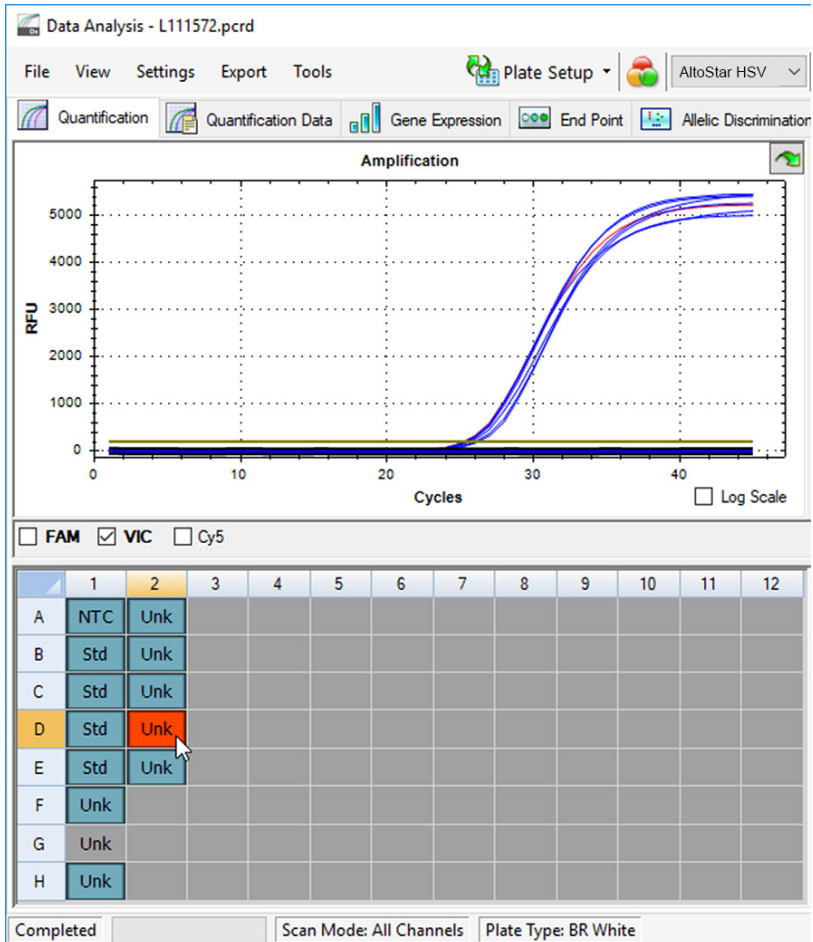 Data Analysis - L111572.pcrd
File View Settings Export Tools Plate Setup AltoStar HSV
Quantification Quantification Data Gene Expression End Point Allelic Discrimination
Amplification
5000
4000
3000
2000
1000
0
RFU
0 10 20 30 40
Cycles
Log Scale
FAM VIC Cy5
1 2 3 4 5 6 7 8 9 10 11 12
A NTC Unk
B Std Unk
C Std Unk
D Std Unk
E Std Unk
F Unk
G Unk
H Unk
Completed Scan Mode: All Channels Plate Type: BR White